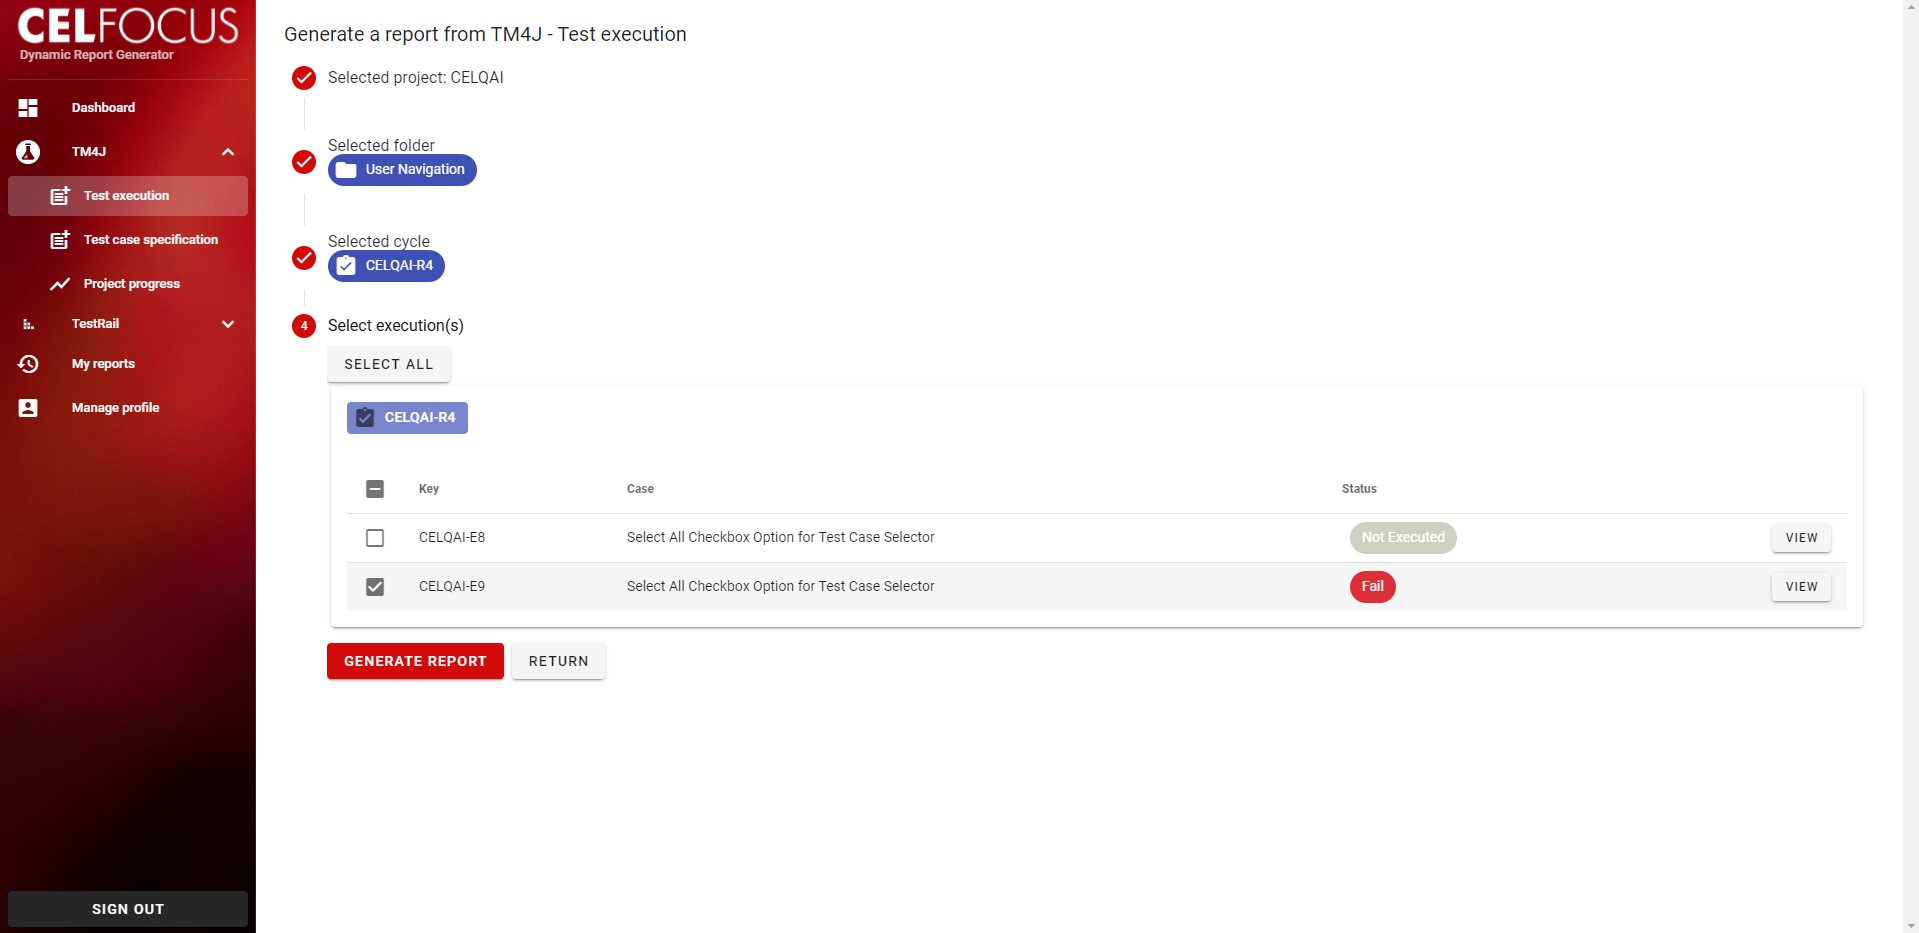 CELFOCUS
Dynamic Report Generator
Dashboard
TM4J
Test execution
Test case specification
Project progress
TestRail
My reports
Manage profile
SIGN OUT
Generate a report from TM4J - Test execution
Selected project: CELQAI
Selected folder
User Navigation
Selected cycle
CELQAI-R4
4 Select execution(s)
SELECT ALL
CELQAI-R4
Key Case Status
CELQAI-E8 Select All Checkbox Option for Test Case Selector Not Executed VIEW
CELQAI-E9 Select All Checkbox Option for Test Case Selector Fail VIEW
GENERATE REPORT RETURN